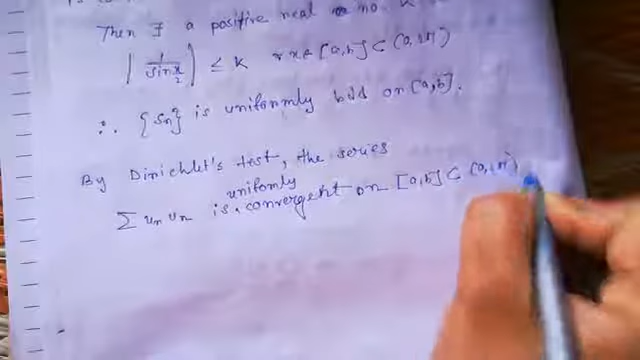 Then ∃ a positive real no. K
| 1/sin x/2 | ≤ K ∀ x ∈ [a,b] ⊂ (0,2π)
∴ {Sn} is uniformly bdd on [a,b].
By Dirichlet's test, the series
∑ un vn is uniformly convergent on [a,b] ⊂ (0,2π)